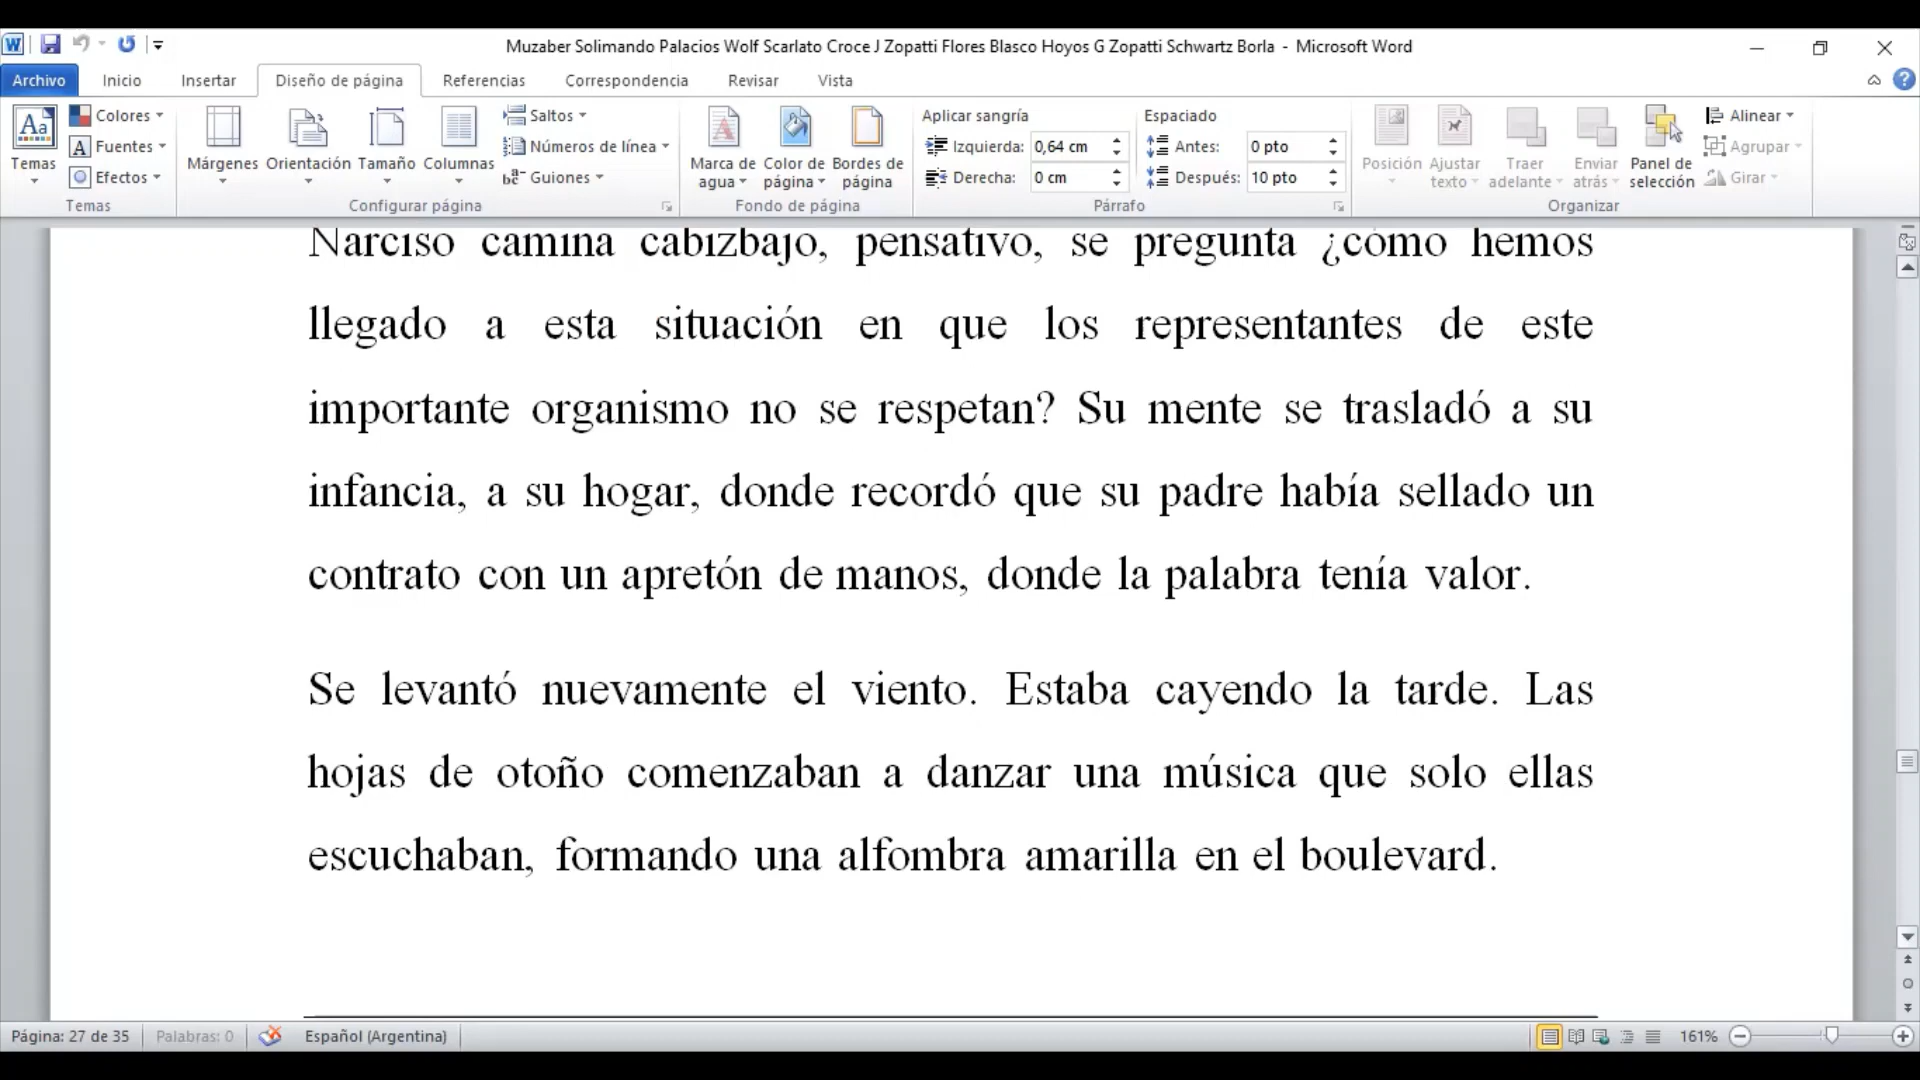 Muzaber Solimando Palacios Wolf Scarlato Croce J Zopatti Flores Blasco Hoyos G Zopatti Schwartz Borla - Microsoft Word
Archivo Inicio Insertar Diseño de página Referencias Correspondencia Revisar Vista
Temas
Colores
Fuentes
Efectos
Temas
Márgenes Orientación Tamaño Columnas
Saltos
Números de línea
Guiones
Configurar página
Marca de agua Color de página Bordes de página
Fondo de página
Aplicar sangría
Izquierda: 0,64 cm
Derecha: 0 cm
Espaciado
Antes: 0 pto
Después: 10 pto
Párrafo
Posición Ajustar texto Traer adelante Enviar atrás Panel de selección
Alinear
Agrupar
Girar
Organizar
Narciso camina cabizbajo, pensativo, se pregunta ¿cómo hemos
llegado a esta situación en que los representantes de este
importante organismo no se respetan? Su mente se trasladó a su
infancia, a su hogar, donde recordó que su padre había sellado un
contrato con un apretón de manos, donde la palabra tenía valor.
Se levantó nuevamente el viento. Estaba cayendo la tarde. Las
hojas de otoño comenzaban a danzar una música que solo ellas
escuchaban, formando una alfombra amarilla en el boulevard.
Página: 27 de 35 Palabras: 0 Español (Argentina) 161%